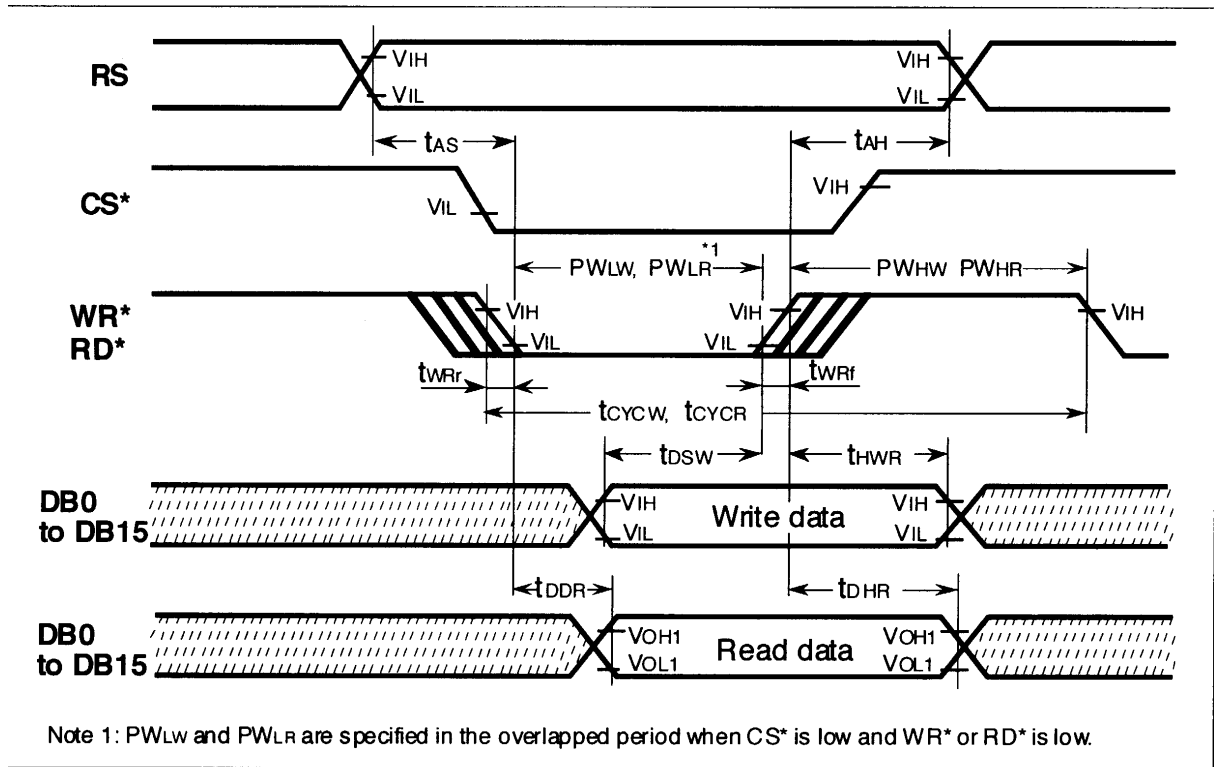 RS
VIH
VIL
VIH
VIL
tAS
tAH
CS*
VIL
VIH
PWLW, PWLR *1
PWHW PWHR
WR*
RD*
VIH
VIL
VIH
VIL
VIH
tWRr
tWRf
tCYCW, tCYCR
tDSW
tHWR
DB0
to DB15
VIH
VIL
Write data
VIH
VIL
tDDR
tDHR
DB0
to DB15
VOH1
VOL1
Read data
VOH1
VOL1
Note 1: PWLW and PWLR are specified in the overlapped period when CS* is low and WR* or RD* is low.